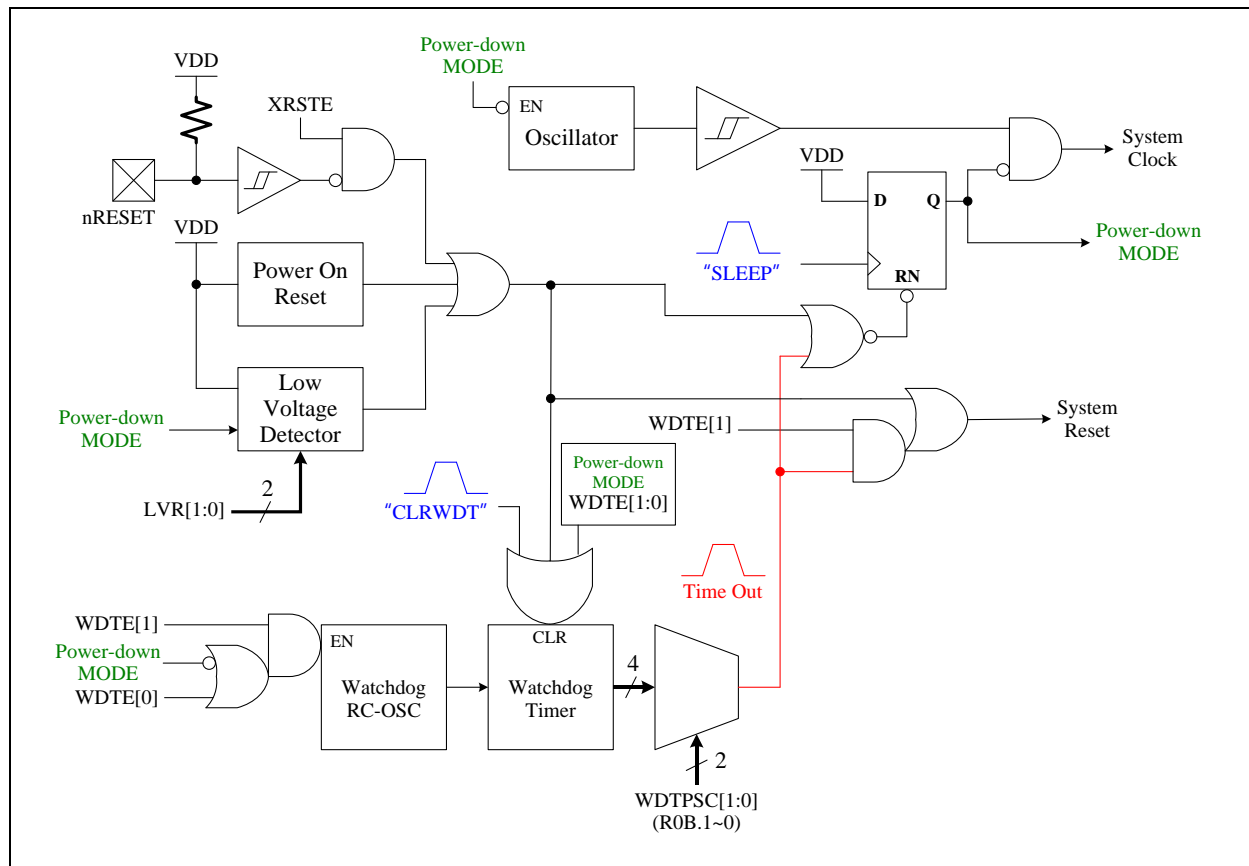 Power-down
MODE
VDD
XRSTE
EN
Oscillator
System
Clock
VDD
nRESET
D
Q
VDD
Power-down
MODE
"SLEEP"
Power On
Reset
RN
Low
Voltage
Detector
Power-down
MODE
System
Reset
WDTE[1]
Power-down
MODE
WDTE[1:0]
2
LVR[1:0]
"CLRWDT"
Time Out
WDTE[1]
EN
CLR
Power-down
MODE
WDTE[0]
4
Watchdog
RC-OSC
Watchdog
Timer
2
WDTPSC[1:0]
(R0B.1~0)